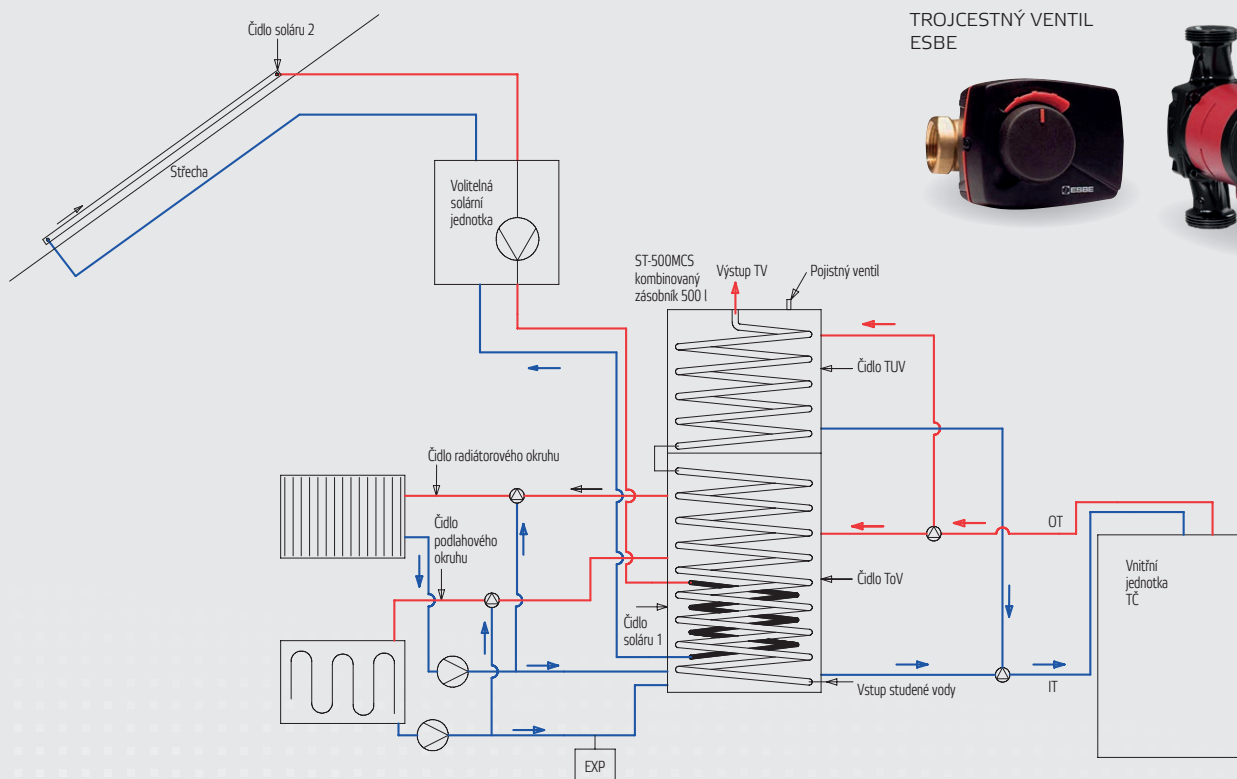 TROJCESTNÝ VENTIL
ESBE
ESBE
Čidlo soláru 2
Střecha
Volitelná
solární
jednotka
ST-500MCS
kombinovaný
zásobník 500 l
Výstup TV
Pojistný ventil
Čidlo TUV
Čidlo radiátorového okruhu
Čidlo
podlahového
okruhu
OT
Vnitřní
jednotka
TČ
Čidlo ToV
Čidlo
soláru 1
Vstup studené vody
IT
EXP